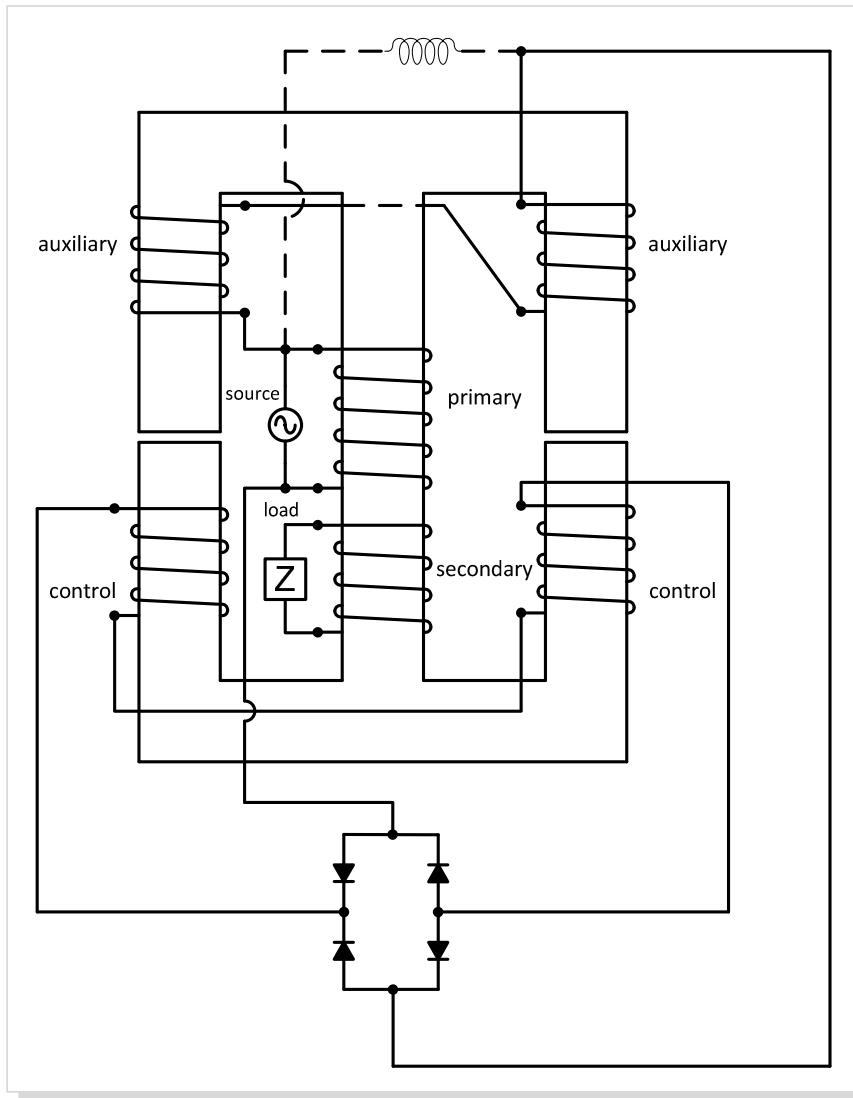 auxiliary
auxiliary
source
primary
load
Z
secondary
control
control